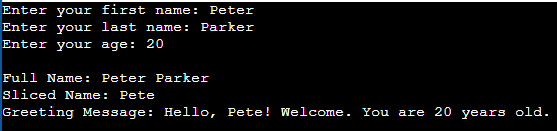 Enter your first name: Peter
Enter your last name: Parker
Enter your age: 20
Full Name: Peter Parker
Sliced Name: Pete
Greeting Message: Hello, Pete! Welcome. You are 20 years old.